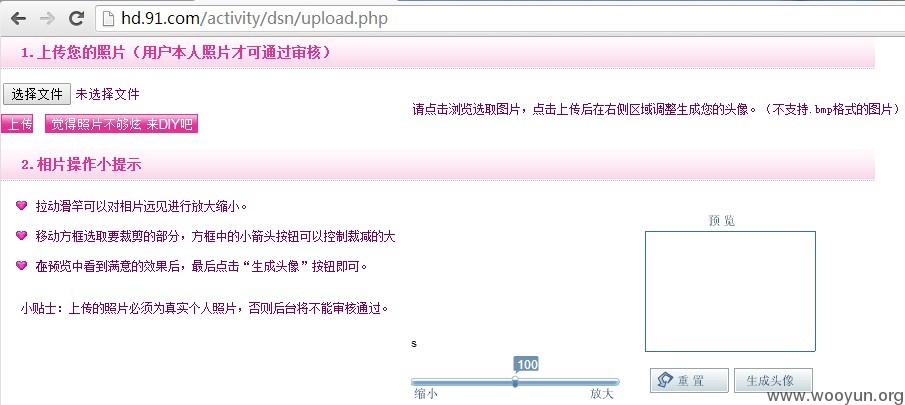 hd.91.com/activity/dsn/upload.php
1.上传您的照片（用户本人照片才可通过审核）
选择文件 未选择文件
请点击浏览选取图片，点击上传后在右侧区域调整生成您的头像。（不支持.bmp格式的图片）
上传 觉得照片不够炫 来DIY吧
2.相片操作小提示
拉动滑竿可以对相片远见进行放大缩小。
预 览
移动方框选取要裁剪的部分，方框中的小箭头按钮可以控制裁减的大
在预览中看到满意的效果后，最后点击“生成头像”按钮即可。
小贴士：上传的照片必须为真实个人照片，否则后台将不能审核通过。
s
100
缩小 放大
重 置 生成头像
www.wooyun.org